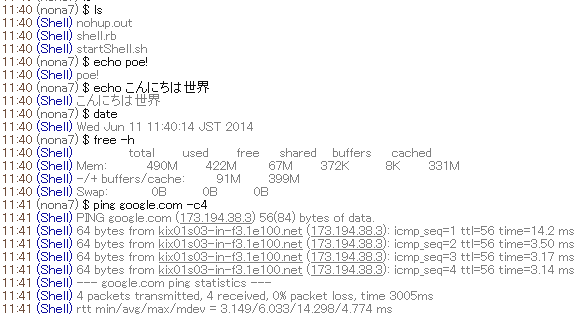 11:40 (nona7) $ ls
11:40 (Shell) nohup.out
11:40 (Shell) shell.rb
11:40 (Shell) startShell.sh
11:40 (nona7) $ echo poe!
11:40 (Shell) poe!
11:40 (nona7) $ echo こんにちは世界
11:40 (Shell) こんにちは世界
11:40 (nona7) $ date
11:40 (Shell) Wed Jun 11 11:40:14 JST 2014
11:40 (nona7) $ free -h
11:40 (Shell) total used free shared buffers cached
11:40 (Shell) Mem: 490M 422M 67M 372K 8K 331M
11:40 (Shell) -/+ buffers/cache: 91M 399M
11:40 (Shell) Swap: 0B 0B 0B
11:41 (nona7) $ ping google.com -c4
11:41 (Shell) PING google.com (173.194.38.3) 56(84) bytes of data.
11:41 (Shell) 64 bytes from kix01s03-in-f3.1e100.net (173.194.38.3): icmp_seq=1 ttl=56 time=14.2 ms
11:41 (Shell) 64 bytes from kix01s03-in-f3.1e100.net (173.194.38.3): icmp_seq=2 ttl=56 time=3.50 ms
11:41 (Shell) 64 bytes from kix01s03-in-f3.1e100.net (173.194.38.3): icmp_seq=3 ttl=56 time=3.17 ms
11:41 (Shell) 64 bytes from kix01s03-in-f3.1e100.net (173.194.38.3): icmp_seq=4 ttl=56 time=3.14 ms
11:41 (Shell) --- google.com ping statistics ---
11:41 (Shell) 4 packets transmitted, 4 received, 0% packet loss, time 3005ms
11:41 (Shell) rtt min/avg/max/mdev = 3.149/6.033/14.298/4.774 ms